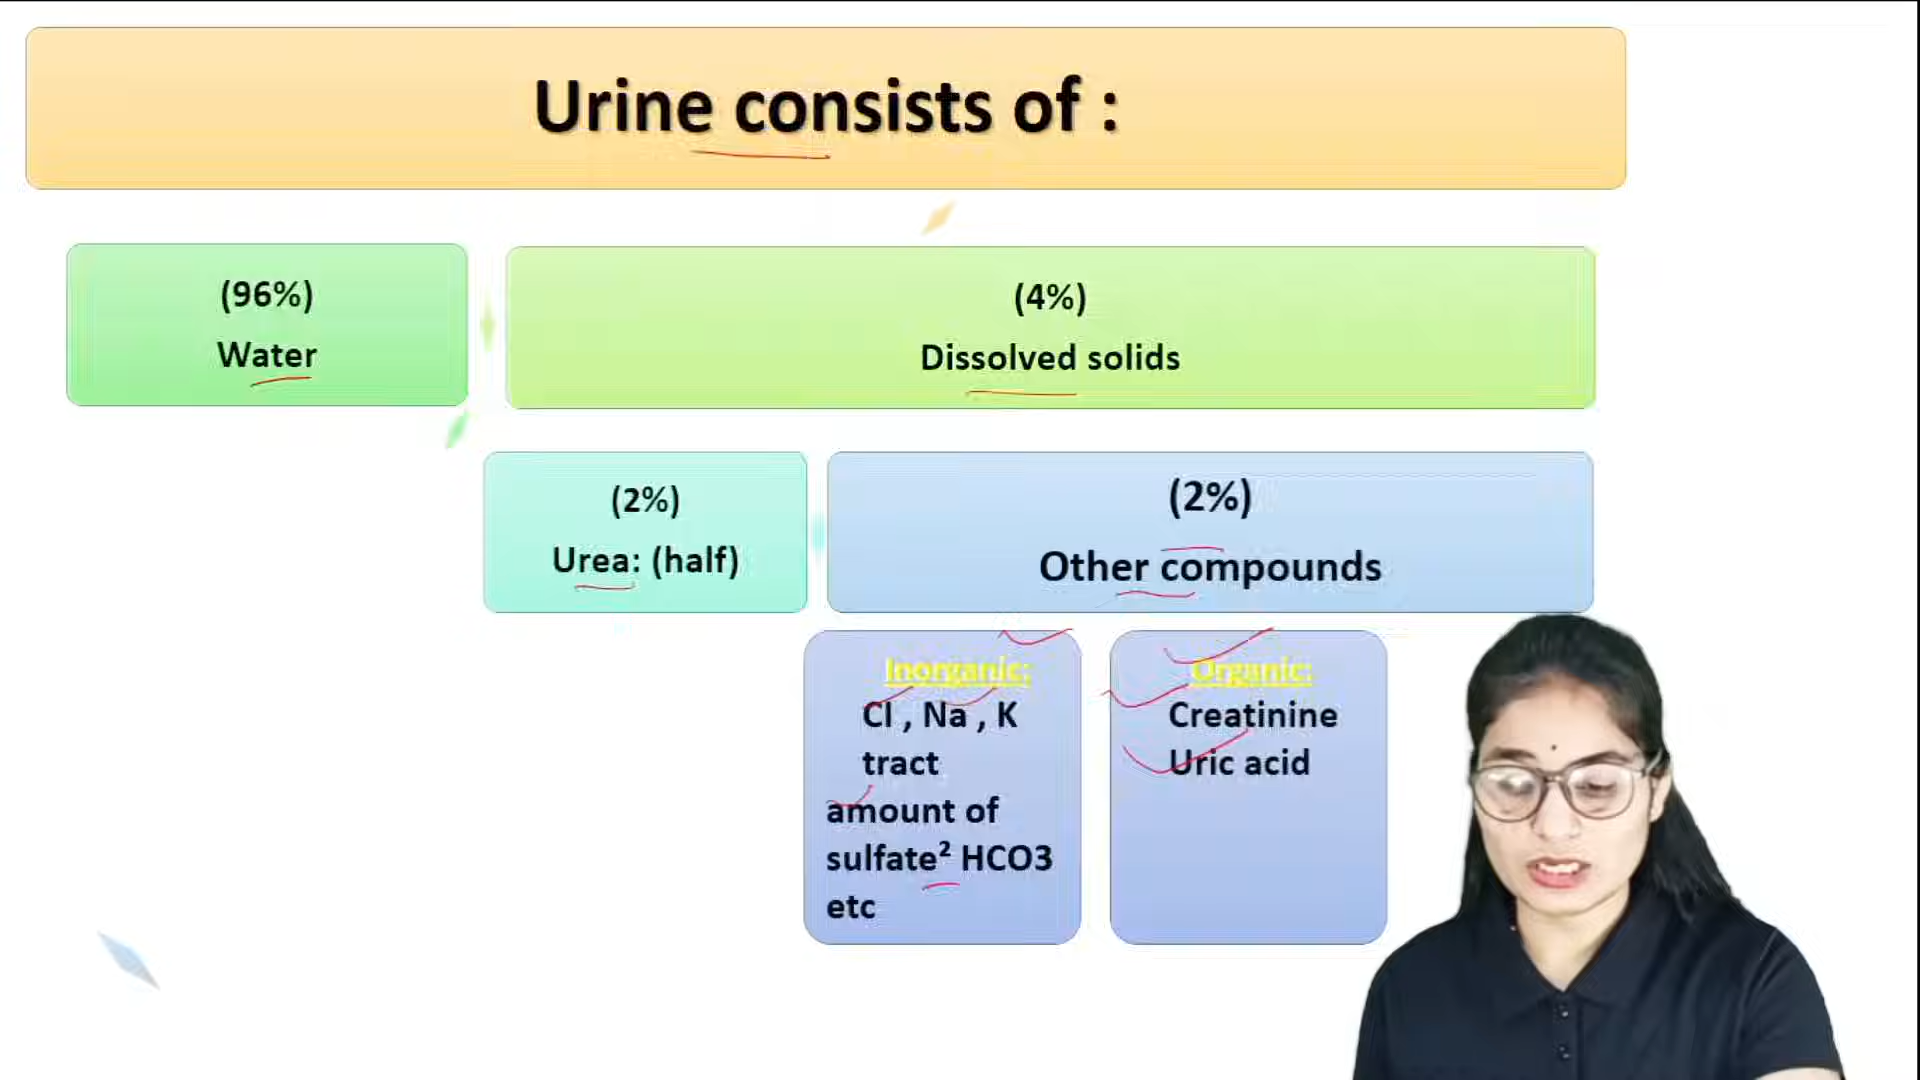 Urine consists of :
(96%)
Water
(4%)
Dissolved solids
(2%)
Urea: (half)
(2%)
Other compounds
Inorganic:
Cl , Na , K
tract
amount of
sulfate² HCO3
etc
Organic:
Creatinine
Uric acid